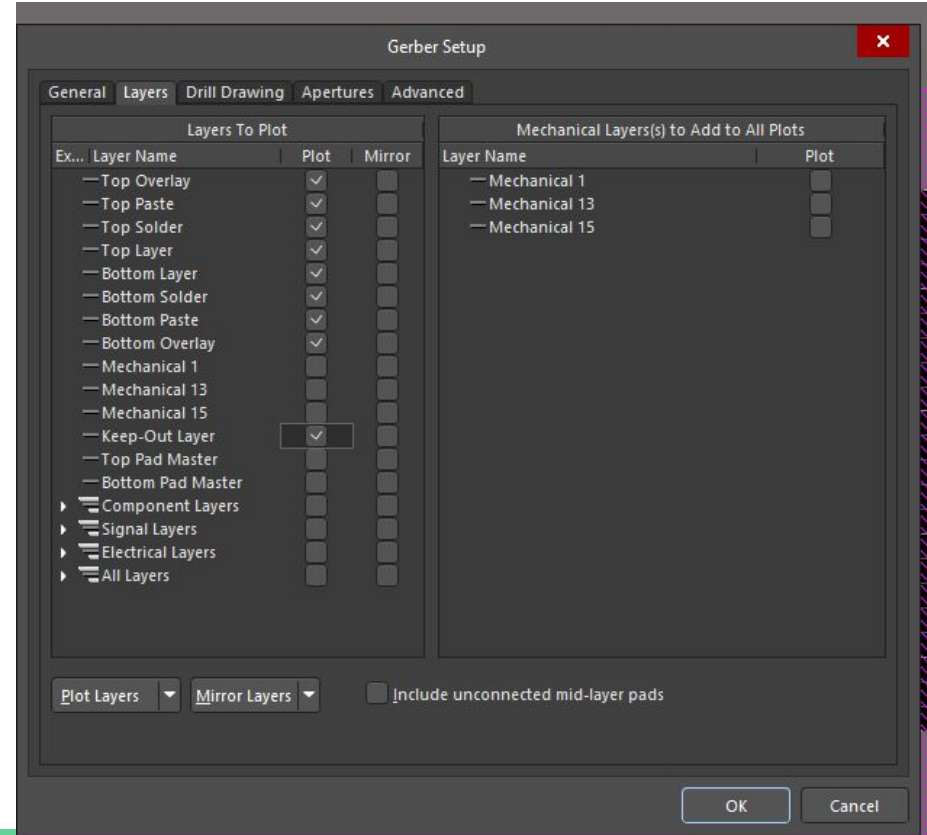 Gerber Setup
General Layers Drill Drawing Apertures Advanced
Layers To Plot
Ex... Layer Name Plot Mirror
Top Overlay
Top Paste
Top Solder
Top Layer
Bottom Layer
Bottom Solder
Bottom Paste
Bottom Overlay
Mechanical 1
Mechanical 13
Mechanical 15
Keep-Out Layer
Top Pad Master
Bottom Pad Master
Component Layers
Signal Layers
Electrical Layers
All Layers
Mechanical Layers(s) to Add to All Plots
Layer Name Plot
Mechanical 1
Mechanical 13
Mechanical 15
Plot Layers Mirror Layers Include unconnected mid-layer pads
OK Cancel